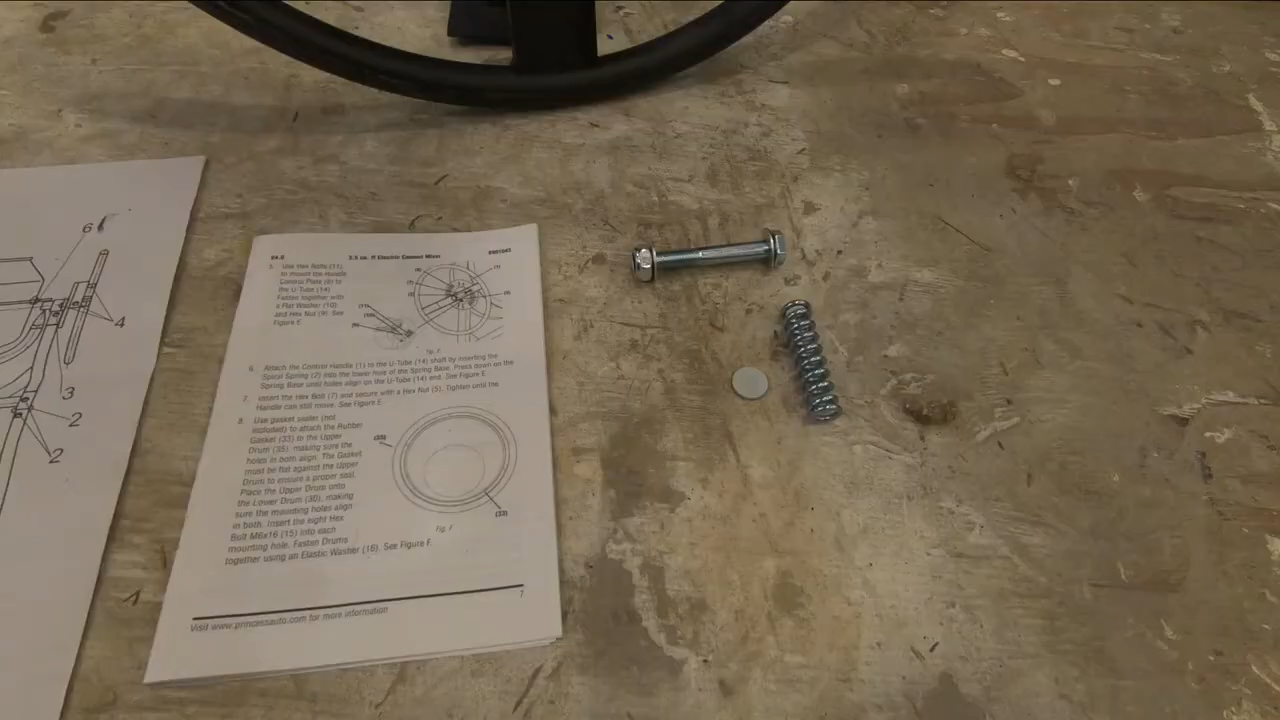 6
4
3
2
2
V4.0
3.5 cu. ft Electric Cement Mixer
5. Use Hex Bolts (11)
to mount the Handle
Control Plate (8) to
the U-Tube (14)
Fasten together with
a Flat Washer (10)
and Hex Nut (9). See
Figure E
6. Attach the Control Handle (1) to the U-Tube (14) shaft by inserting the
Spiral Spring (2) into the lower hole of the Spring Base. Press down on the
Spring Base until holes align on the U-Tube (14) and. See Figure E
7. Insert the Hex Bolt (7) and secure with a Hex Nut (5). Tighten until the
Handle can still move. See Figure E.
8. Use gasket sealer (not
included) to attach the Rubber
Gasket (33) to the Upper
Drum (35), making sure the
holes in both align. The Gasket
must be flat against the Upper
Drum to ensure a proper seal.
Place the Upper Drum onto
the Lower Drum (30), making
sure the mounting holes align
in both. Insert the eight Hex
Bolt M8x16 (15) into each
mounting hole. Fasten Drums
together using an Elastic Washer (16). See Figure F.
(33)
Fig. F
Visit www.princessauto.com for more information
7